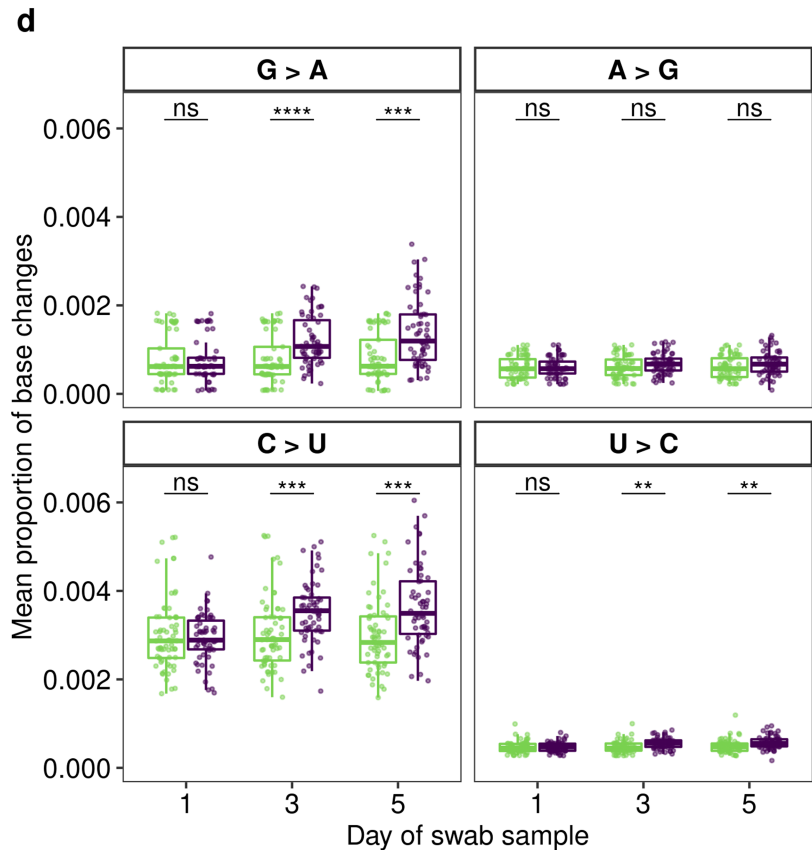 d
G > A
A > G
ns
****
***
ns
ns
ns
0.006
0.004
0.002
0.000
C > U
U > C
ns
***
***
ns
**
**
0.006
0.004
0.002
0.000
Mean proportion of base changes
1
3
5
1
3
5
Day of swab sample